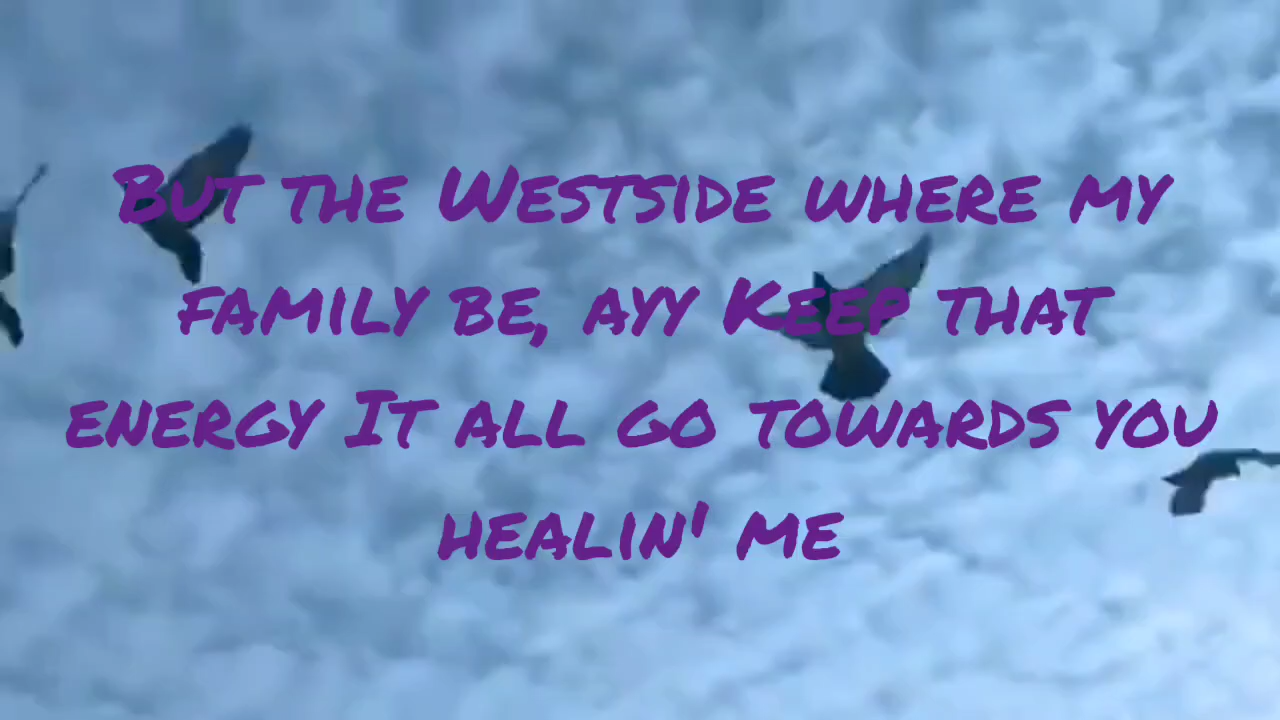 But the Westside where my
family be, ayy Keep that
energy It all go towards you
healin' me